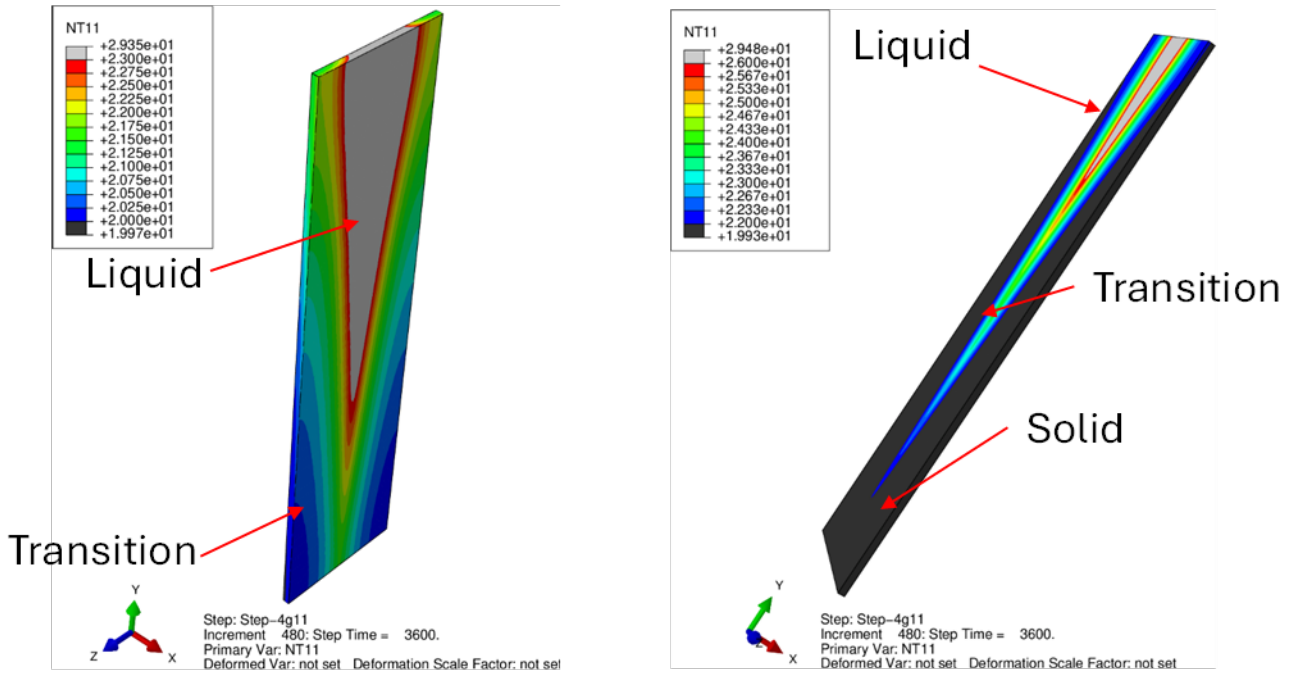 NT11
+2.935e+01
+2.300e+01
+2.275e+01
+2.250e+01
+2.225e+01
+2.200e+01
+2.175e+01
+2.150e+01
+2.125e+01
+2.100e+01
+2.075e+01
+2.050e+01
+2.025e+01
+2.000e+01
+1.997e+01
Liquid
Transition
Y
Z
X
Step: Step-4g11
Increment 480: Step Time = 3600.
Primary Var: NT11
Deformed Var: not set Deformation Scale Factor: not set
NT11
+2.948e+01
+2.600e+01
+2.567e+01
+2.533e+01
+2.500e+01
+2.467e+01
+2.433e+01
+2.400e+01
+2.367e+01
+2.333e+01
+2.300e+01
+2.267e+01
+2.233e+01
+2.200e+01
+1.993e+01
Liquid
Transition
Solid
Y
Z
X
Step: Step-4g11
Increment 480: Step Time = 3600.
Primary Var: NT11
Deformed Var: not set Deformation Scale Factor: not set